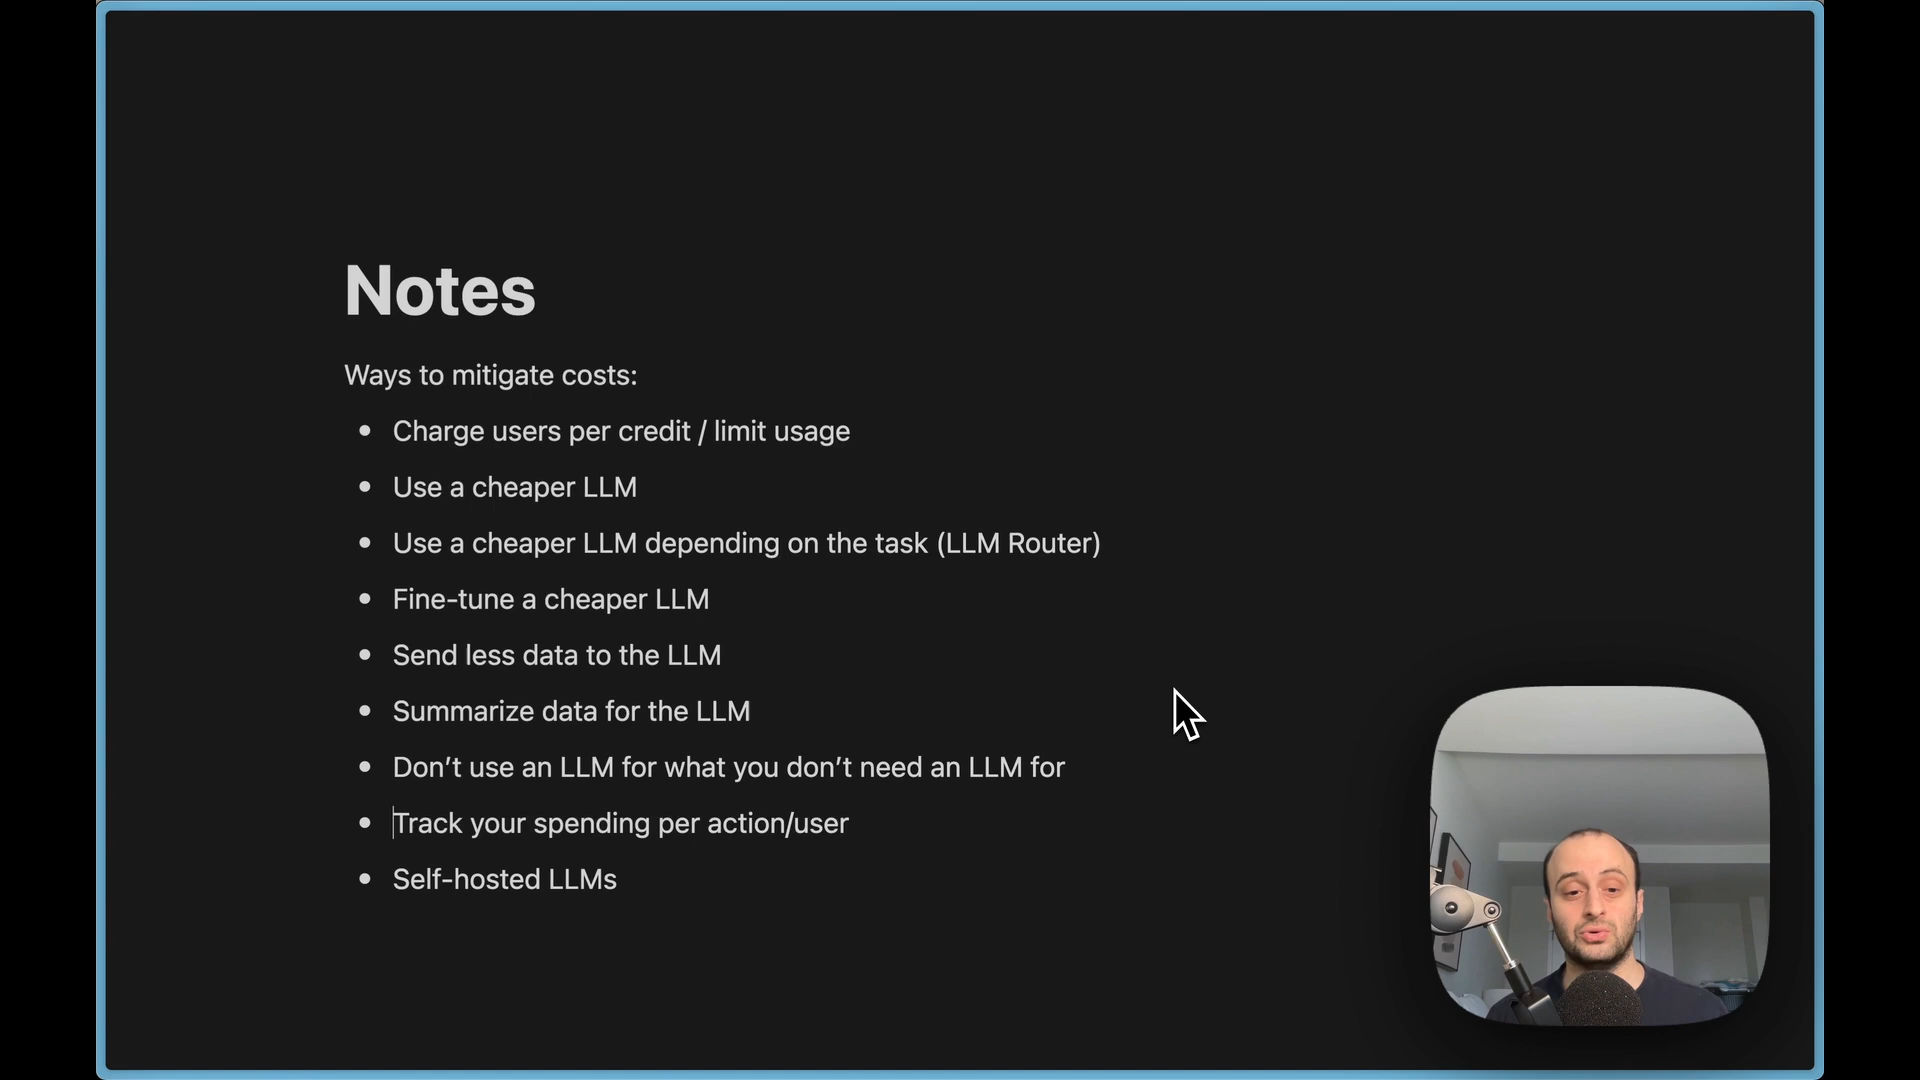 Notes
Ways to mitigate costs:
• Charge users per credit / limit usage
• Use a cheaper LLM
• Use a cheaper LLM depending on the task (LLM Router)
• Fine-tune a cheaper LLM
• Send less data to the LLM
• Summarize data for the LLM
• Don’t use an LLM for what you don’t need an LLM for
• Track your spending per action/user
• Self-hosted LLMs